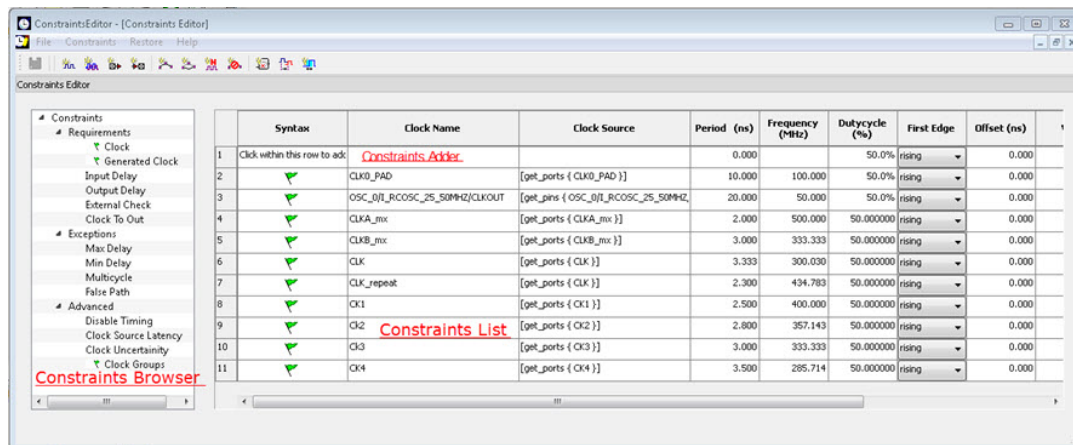 ConstraintsEditor - [Constraints Editor]
File Constraints Restore Help
Constraints Editor
Constraints
Requirements
Clock
Generated Clock
Input Delay
Output Delay
External Check
Clock To Out
Exceptions
Max Delay
Min Delay
Multicycle
False Path
Advanced
Disable Timing
Clock Source Latency
Clock Uncertainity
Clock Groups
Constraints Browser
Syntax Clock Name Clock Source Period (ns) Frequency (MHz) Dutycycle (%) First Edge Offset (ns)
1 Click within this row to add Constraints Adder 0.000 50.0% rising 0.000
2 CLK0_PAD [get_ports { CLK0_PAD }] 10.000 100.000 50.0% rising 0.000
3 OSC_0/I_RCOSC_25_50MHZ/CLKOUT [get_pins { OSC_0/I_RCOSC_25_50MHZ, 20.000 50.000 50.0% rising 0.000
4 CLKA_mx [get_ports { CLKA_mx }] 2.000 500.000 50.000000 rising 0.000
5 CLKB_mx [get_ports { CLKB_mx }] 3.000 333.333 50.000000 rising 0.000
6 CLK [get_ports { CLK }] 3.333 300.030 50.000000 rising 0.000
7 CLK_repeat [get_ports { CLK }] 2.300 434.783 50.000000 rising 0.000
8 CK1 [get_ports { CK1 }] 2.500 400.000 50.000000 rising 0.000
9 Ck2 Constraints List [get_ports { CK2 }] 2.800 357.143 50.000000 rising 0.000
10 Ck3 [get_ports { CK3 }] 3.000 333.333 50.000000 rising 0.000
11 CK4 [get_ports { CK4 }] 3.500 285.714 50.000000 rising 0.000